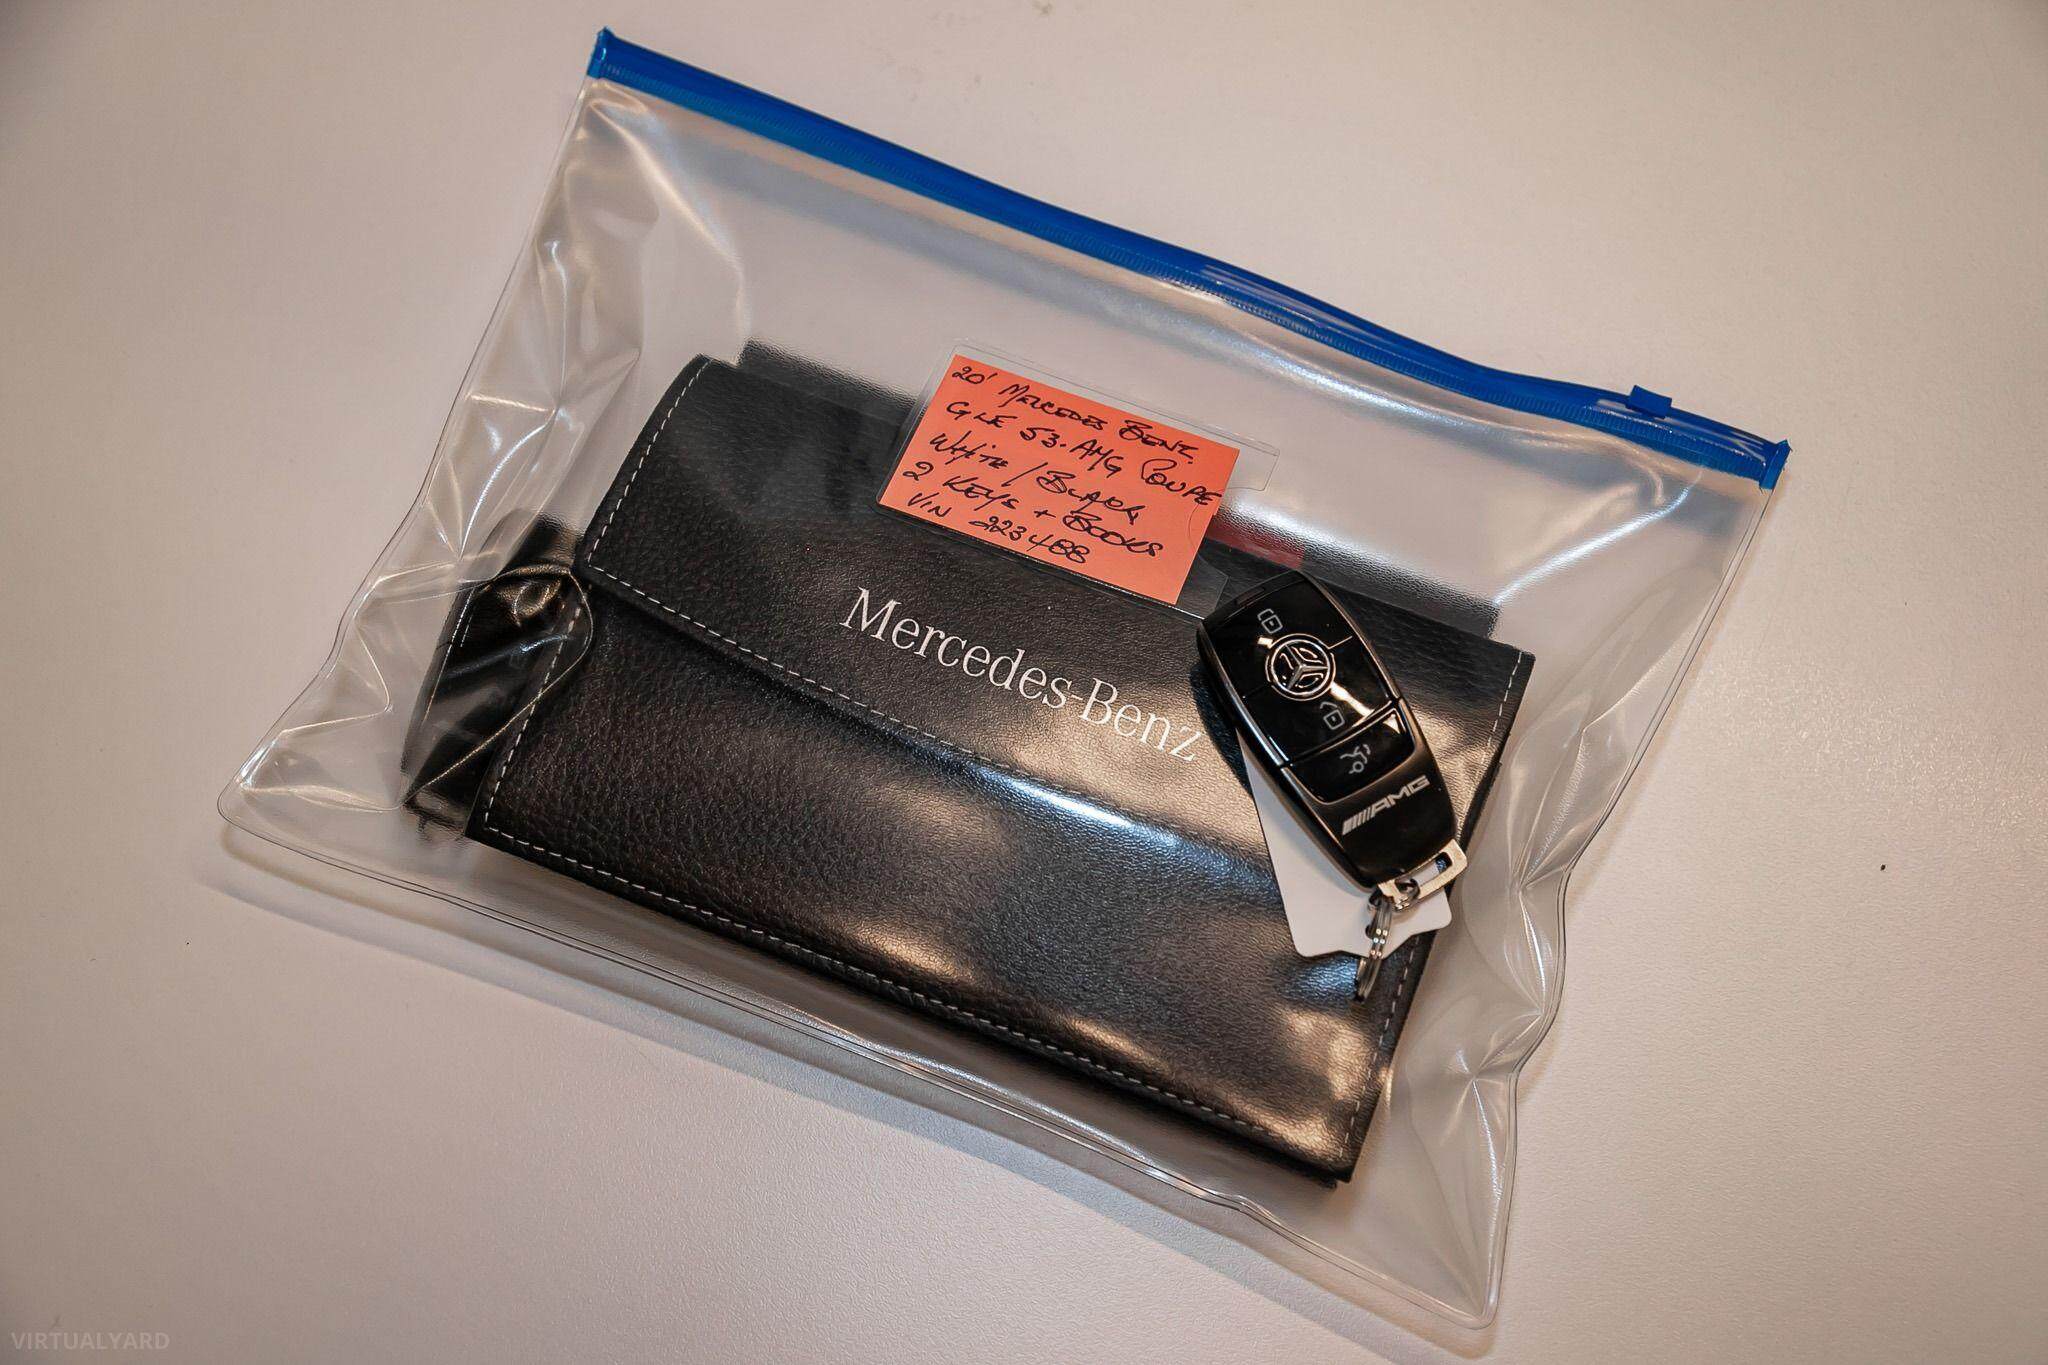 20' MERCEDES BENZ
GLE 53.AMG COUPE
WHITE / BLACK
2 KEYS + BOOKS
VIN 223488
Mercedes-Benz
AMG
VIRTUALYARD